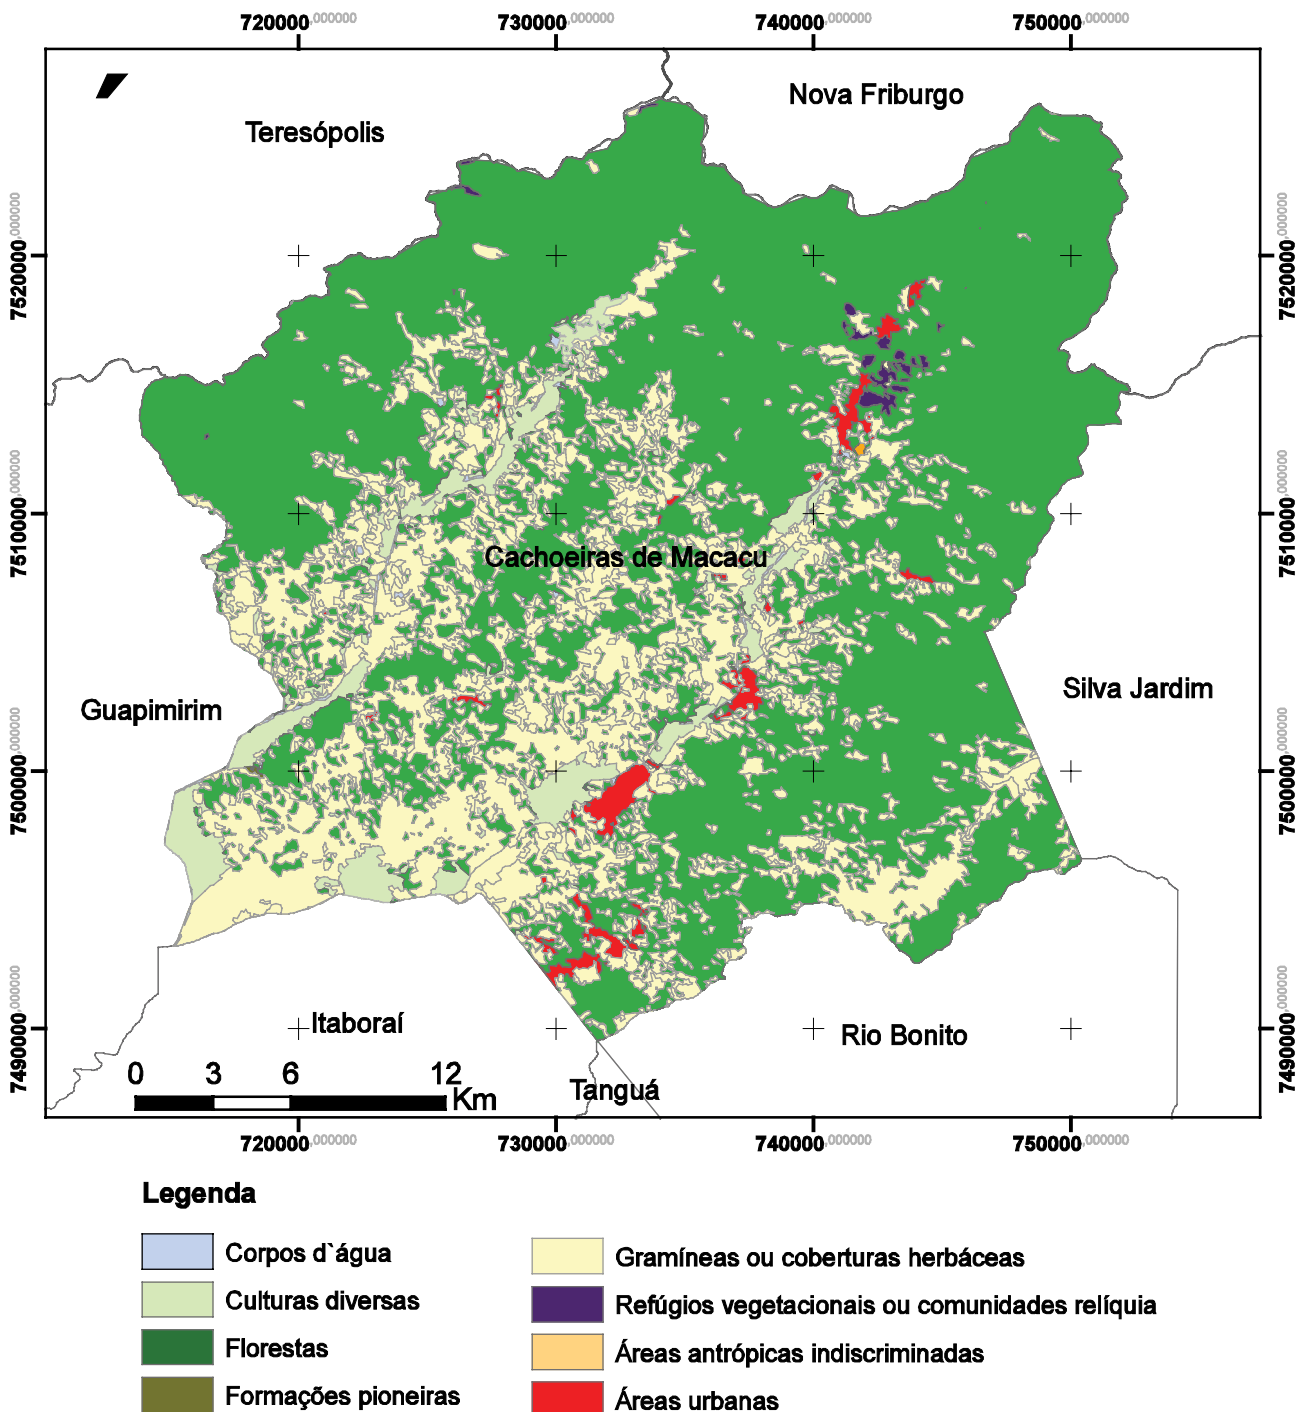 720000,000000 730000,000000 740000,000000 750000,000000
Nova Friburgo
Teresópolis
7520000,000000 7520000,000000
7510000,000000 7510000,000000
Cachoeiras de Macacu
Silva Jardim
Guapimirim
7500000,000000 7500000,000000
7490000,000000 7490000,000000
Itaboraí
Rio Bonito
0 3 6 12
Km
Tanguá
720000,000000 730000,000000 740000,000000 750000,000000
Legenda
Corpos d`água
Culturas diversas
Florestas
Formações pioneiras
Gramíneas ou coberturas herbáceas
Refúgios vegetacionais ou comunidades relíquia
Áreas antrópicas indiscriminadas
Áreas urbanas